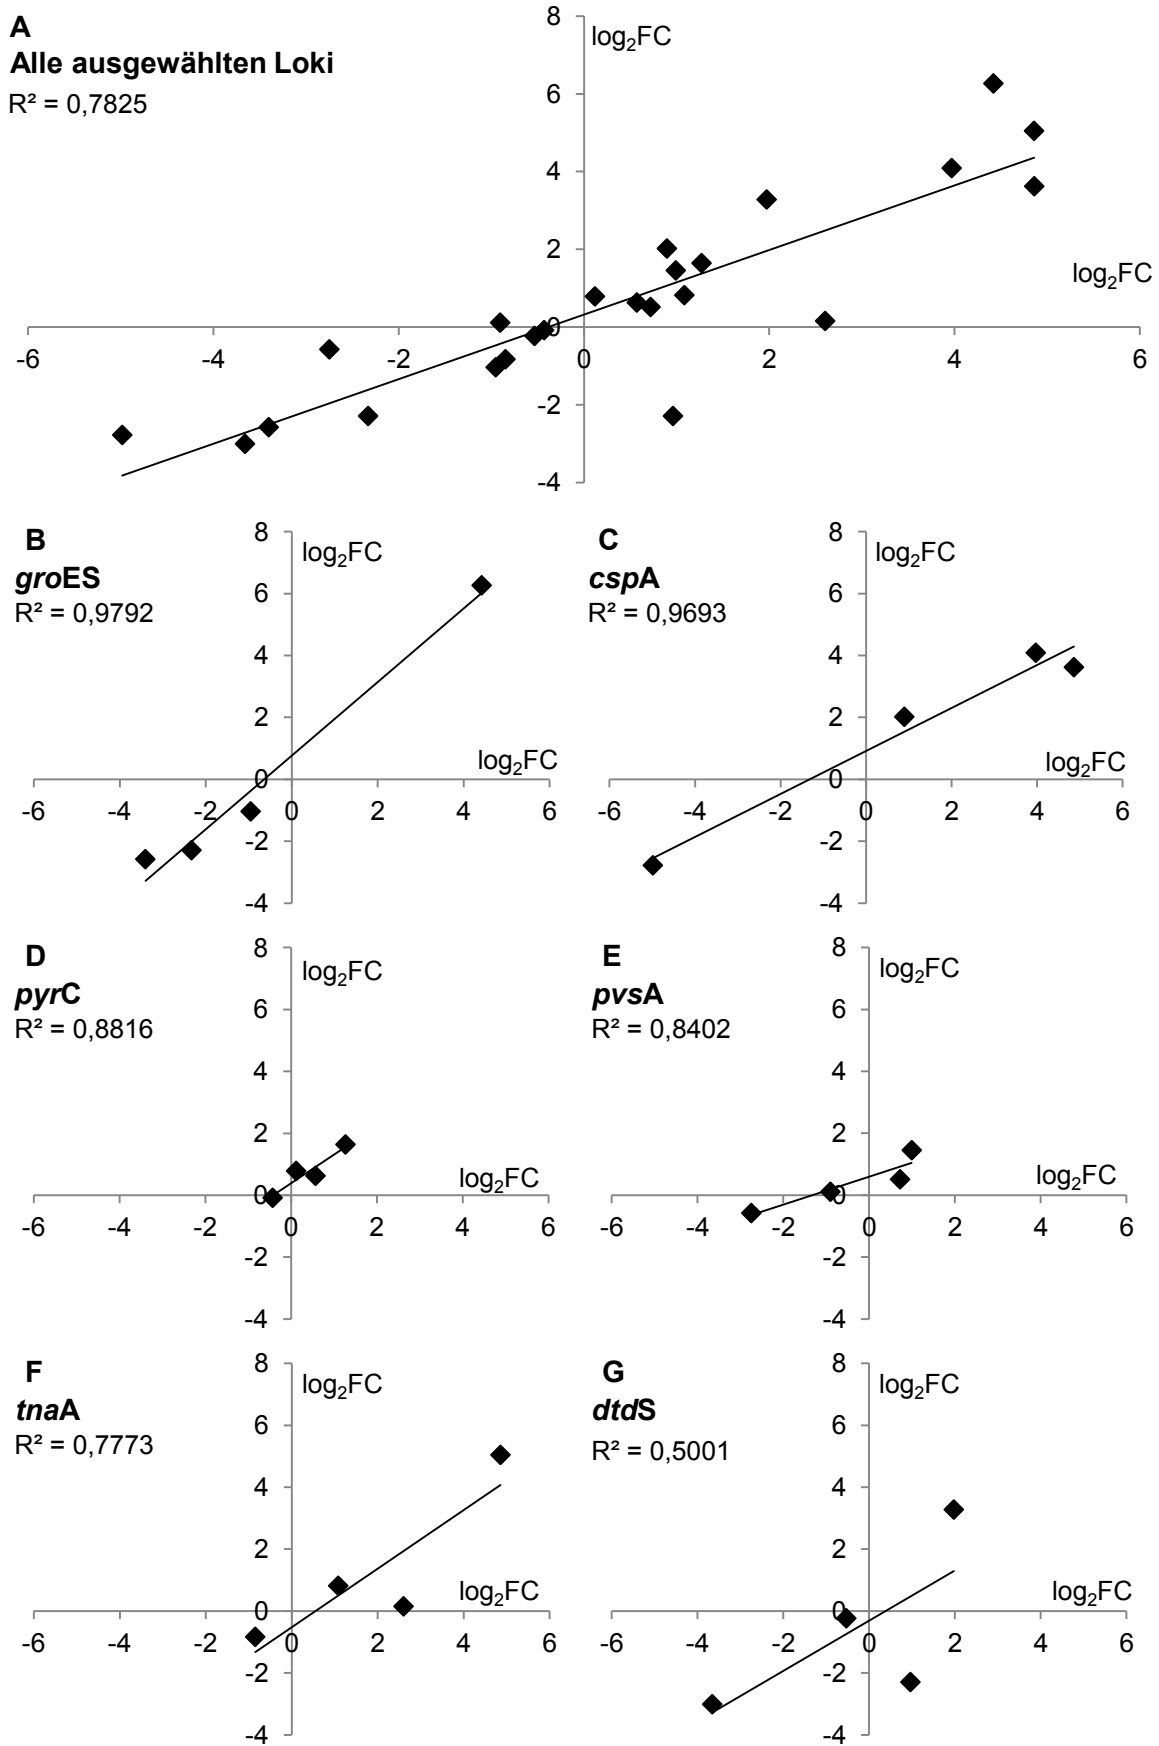 A
Alle ausgewählten Loki
R² = 0,7825
log₂FC
8
6
4
2
0
-2
-4
-6 -4 -2 0 2 4 6
log₂FC
B
groES
R² = 0,9792
log₂FC
8
6
4
2
0
-2
-4
-6 -4 -2 0 2 4 6
log₂FC
C
cspA
R² = 0,9693
log₂FC
8
6
4
2
0
-2
-4
-6 -4 -2 0 2 4 6
log₂FC
D
pyrC
R² = 0,8816
log₂FC
8
6
4
2
0
-2
-4
-6 -4 -2 0 2 4 6
log₂FC
E
pvsA
R² = 0,8402
log₂FC
8
6
4
2
0
-2
-4
-6 -4 -2 0 2 4 6
log₂FC
F
tnaA
R² = 0,7773
log₂FC
8
6
4
2
0
-2
-4
-6 -4 -2 0 2 4 6
log₂FC
G
dtdS
R² = 0,5001
log₂FC
8
6
4
2
0
-2
-4
-6 -4 -2 0 2 4 6
log₂FC